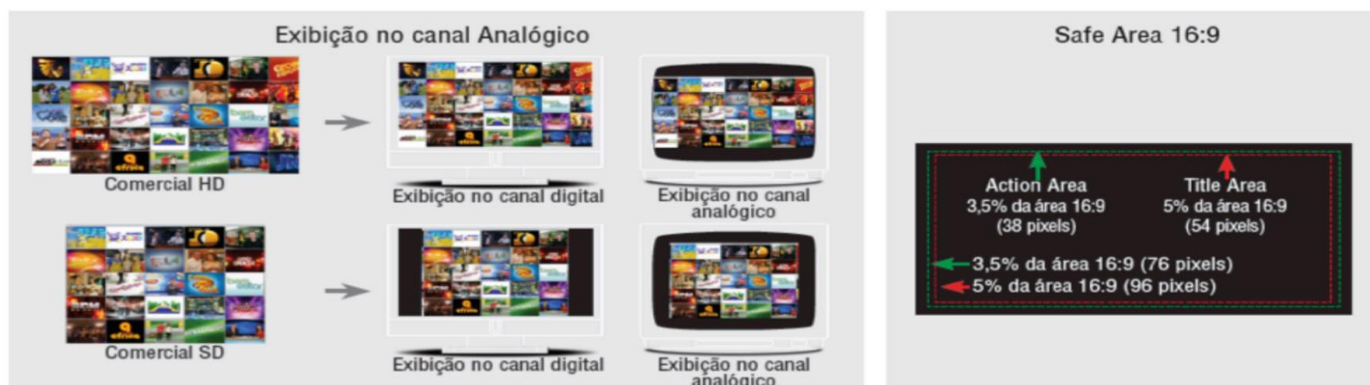 Exibição no canal Analógico
Comercial HD
Exibição no canal digital
Exibição no canal
analógico
Comercial SD
Exibição no canal digital
Exibição no canal
analógico
Safe Area 16:9
Action Area
3,5% da área 16:9
(38 pixels)
Title Area
5% da área 16:9
(54 pixels)
3,5% da área 16:9 (76 pixels)
5% da área 16:9 (96 pixels)